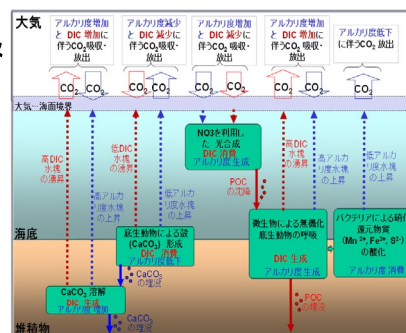 大気
アルカリ度増加
と DIC 増加に
伴うCO₂吸収・
放出
アルカリ度減少
と DIC 減少に
伴うCO₂吸収・
放出
アルカリ度増加
と DIC 減少に
伴うCO₂吸収・
放出
アルカリ度増加
と DIC 増加に
伴うCO₂吸収・
放出
アルカリ度低下
に伴うCO₂ 放出
CO₂
CO₂
CO₂
CO₂
CO₂
CO₂
CO₂
CO₂
CO₂
大気―海面境界
高DIC
水塊
の湧昇
高アルカ
リ度水塊
の上昇
低DIC
水塊
の湧昇
低アルカ
リ度水塊
の上昇
NO3を利用し
た 光合成
DIC 消費
アルカリ度 生成
POC
の沈降
高DIC
水塊
の湧昇
高アルカ
リ度水塊
の上昇
低アルカ
リ度水塊
の上昇
海底
底生動物による殻
(CaCO₃) 形成
DIC 消費
アルカリ度低下
微生物による無機化
底生動物の呼吸
DIC 生成
アルカリ度 生成
バクテリアによる硝化
還元物質
(Mn ²⁺, Fe²⁺, S²⁻)
の酸化
アルカリ度 消費
CaCO₃
の埋没
CaCO₃ 溶解
DIC 生成
アルカリ度 増加
CaCO₃
の埋没
POC
の埋没
堆積物